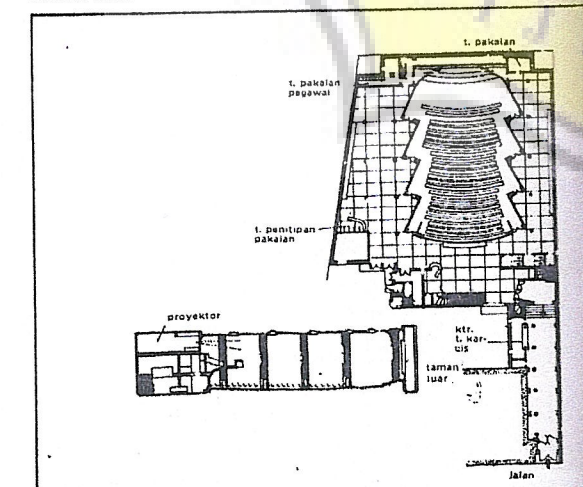 t. pakaian
t. pakaian
pegawai
t. penitipan
pakaian
proyektor
ktr.
t. kar-
cis
taman
luar
Jalan